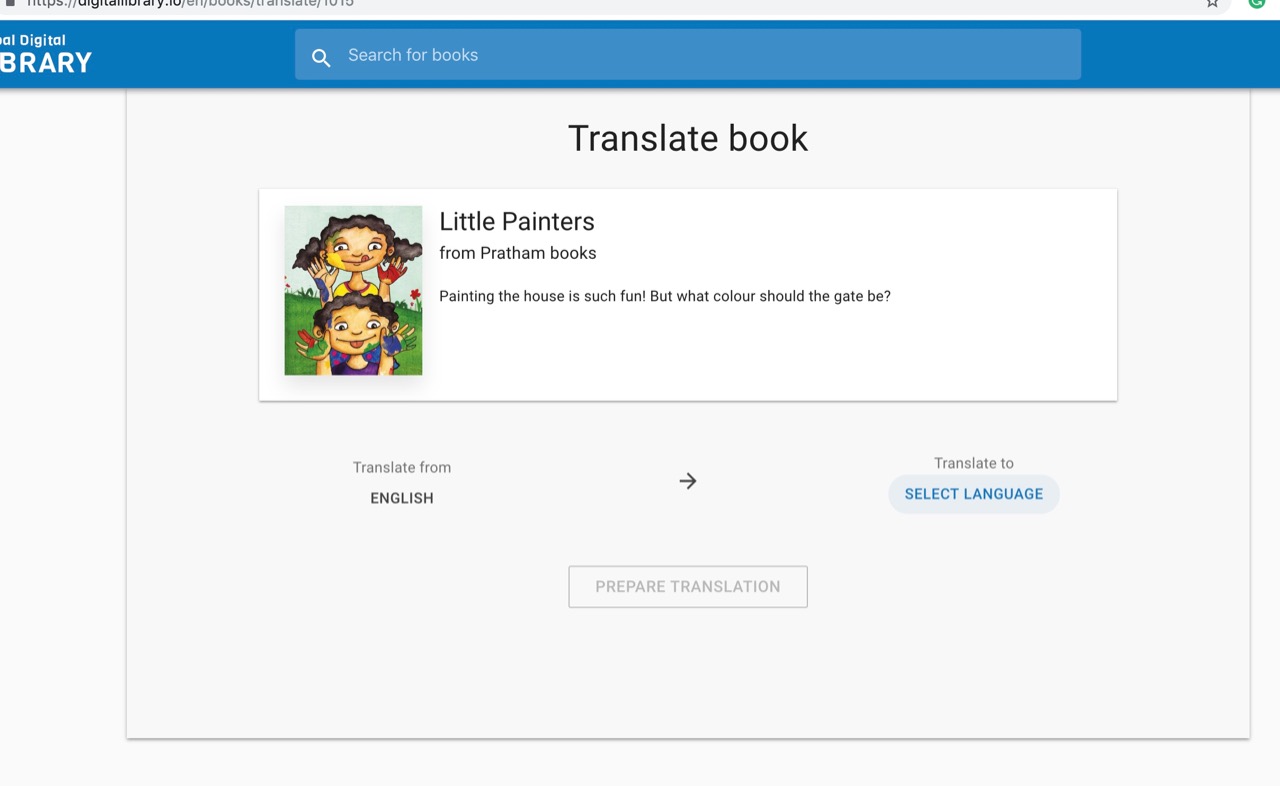 https://digitallibrary.io/en/books/translate/1015
bal Digital
BRARY
Search for books
Translate book
Little Painters
from Pratham books
Painting the house is such fun! But what colour should the gate be?
Translate from
ENGLISH
Translate to
SELECT LANGUAGE
PREPARE TRANSLATION